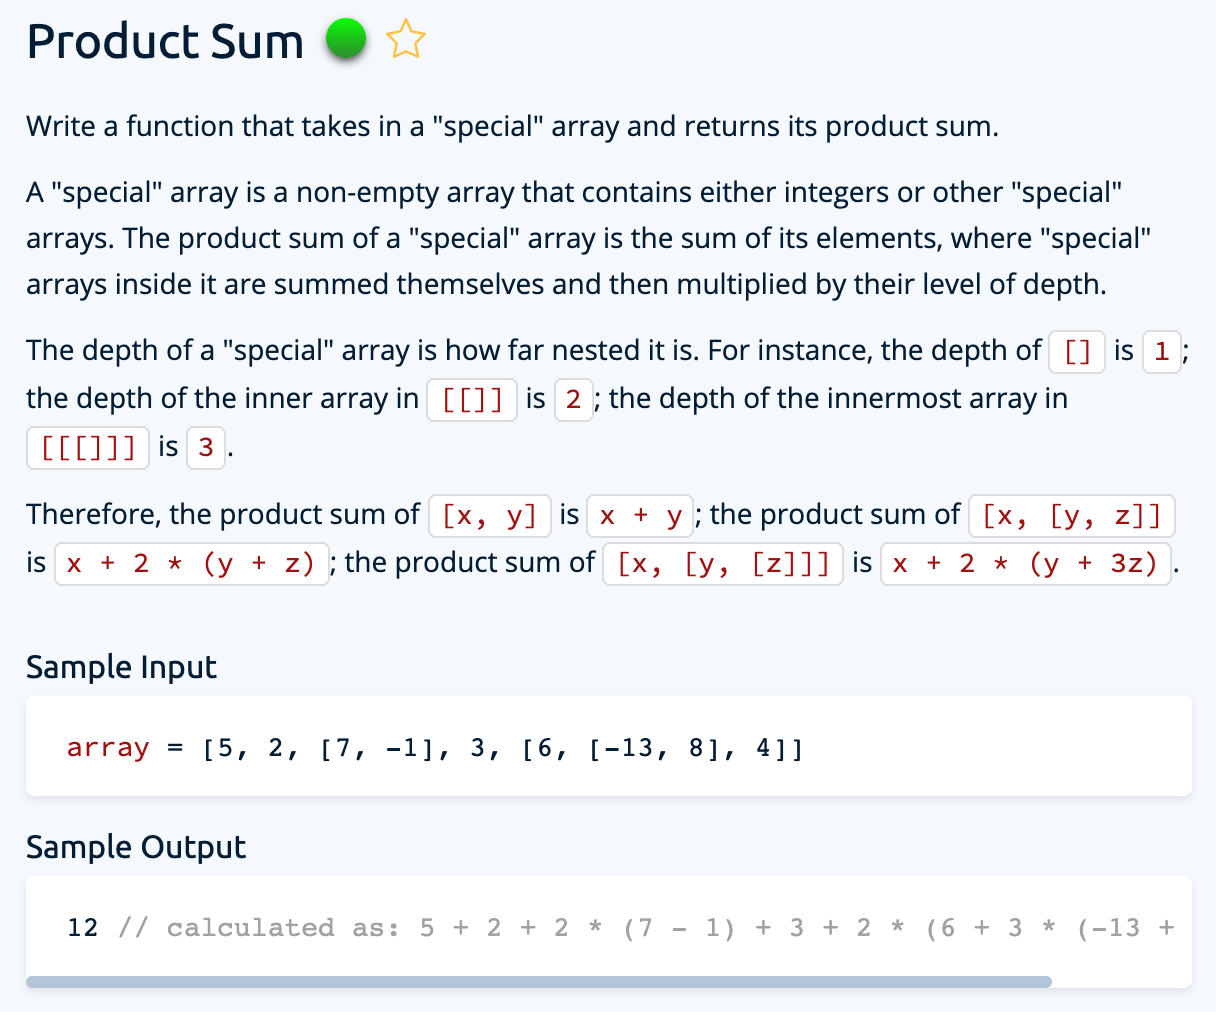 Product Sum
Write a function that takes in a "special" array and returns its product sum.
A "special" array is a non-empty array that contains either integers or other "special"
arrays. The product sum of a "special" array is the sum of its elements, where "special"
arrays inside it are summed themselves and then multiplied by their level of depth.
The depth of a "special" array is how far nested it is. For instance, the depth of [] is 1;
the depth of the inner array in [[]] is 2; the depth of the innermost array in
[[[]]] is 3.
Therefore, the product sum of [x, y] is x + y; the product sum of [x, [y, z]]
is x + 2 * (y + z); the product sum of [x, [y, [z]]] is x + 2 * (y + 3z).
Sample Input
array = [5, 2, [7, -1], 3, [6, [-13, 8], 4]]
Sample Output
12 // calculated as: 5 + 2 + 2 * (7 - 1) + 3 + 2 * (6 + 3 * (-13 +